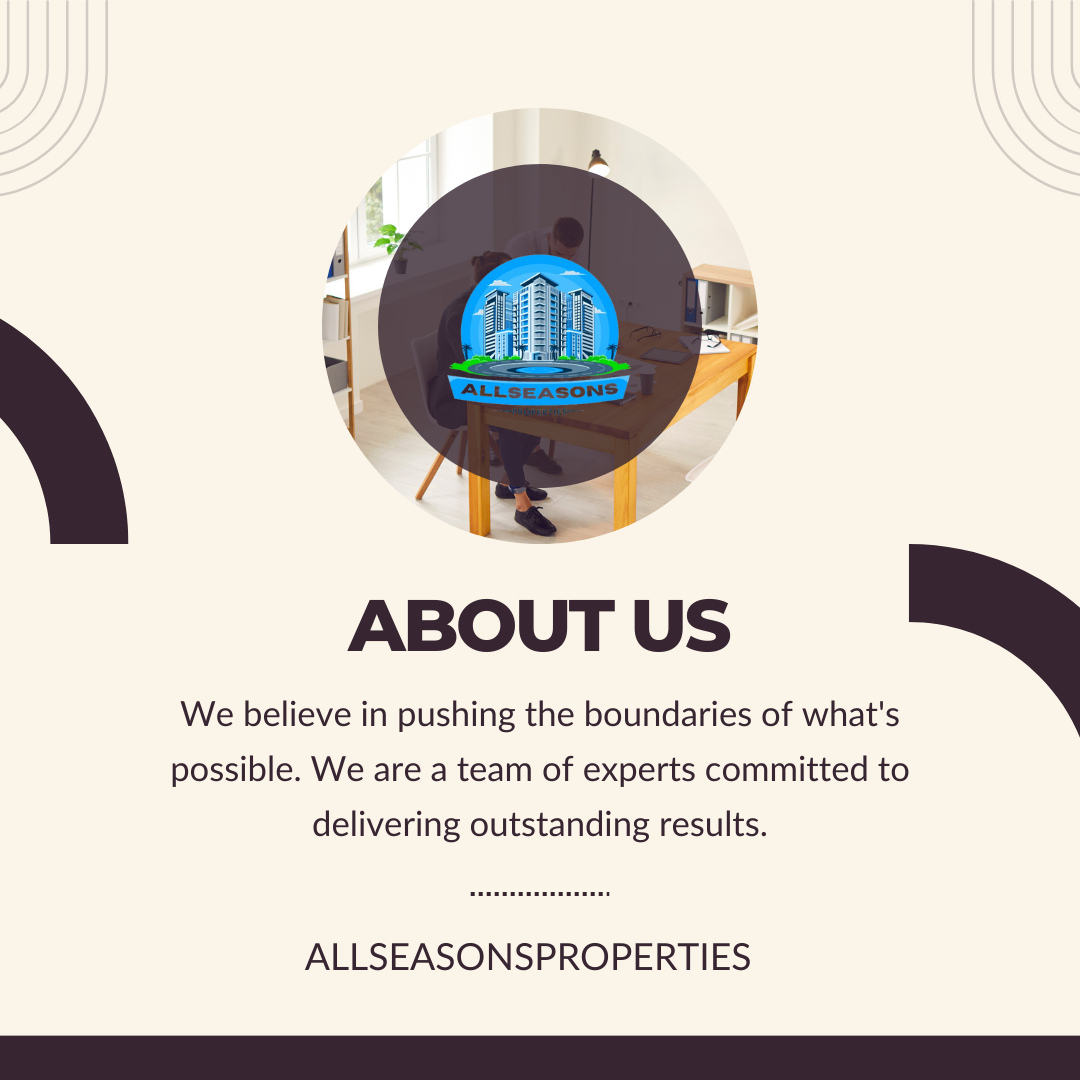 ALLSEASONS
ABOUT US
We believe in pushing the boundaries of what's
possible. We are a team of experts committed to
delivering outstanding results.
ALLSEASONSPROPERTIES